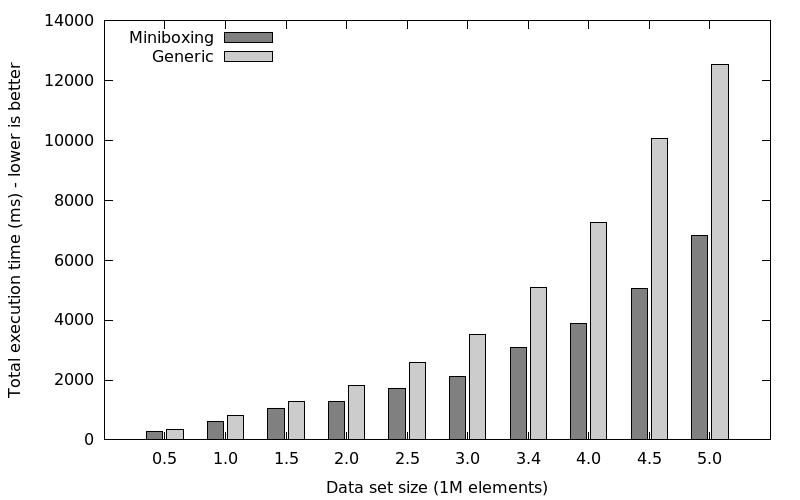 14000
12000
10000
8000
6000
4000
2000
0
Total execution time (ms) - lower is better
Miniboxing
Generic
0.5 1.0 1.5 2.0 2.5 3.0 3.4 4.0 4.5 5.0
Data set size (1M elements)